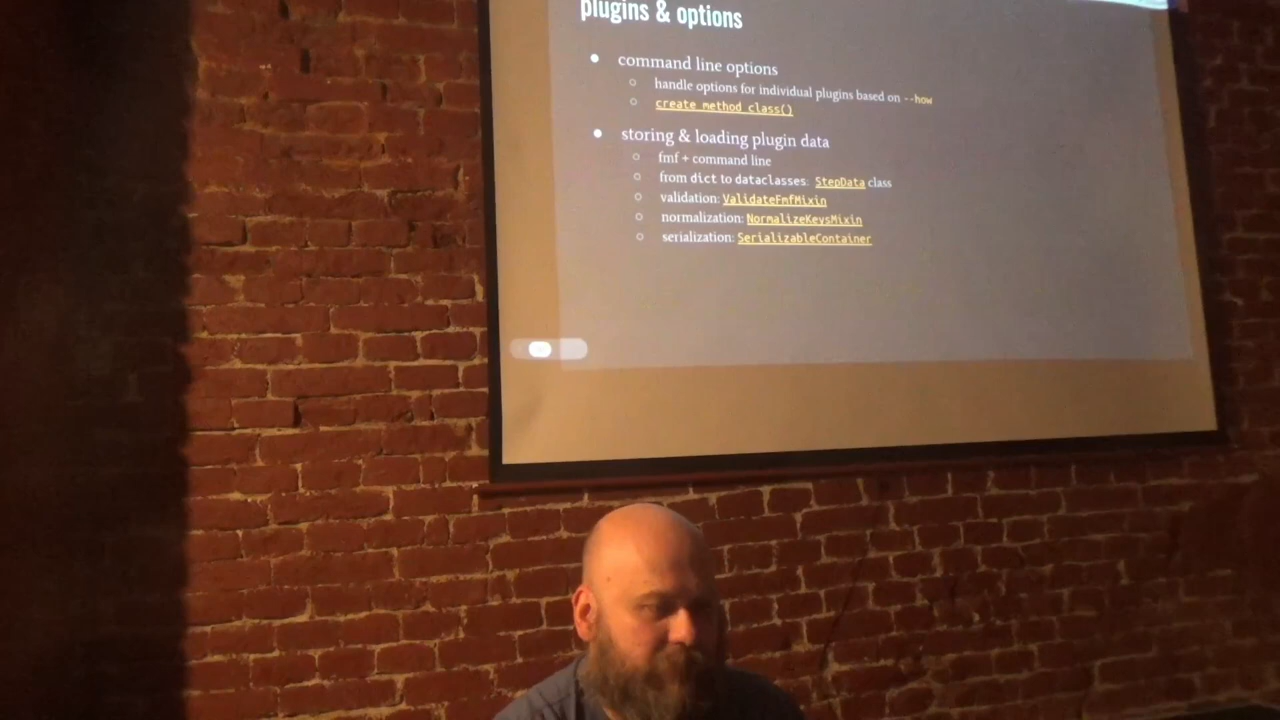 plugins & options
command line options
handle options for individual plugins based on --how
create_method_class()
storing & loading plugin data
fmf + command line
from dict to dataclasses: StepData class
validation: ValidateFmfMixin
normalization: NormalizeKeysMixin
serialization: SerializableContainer